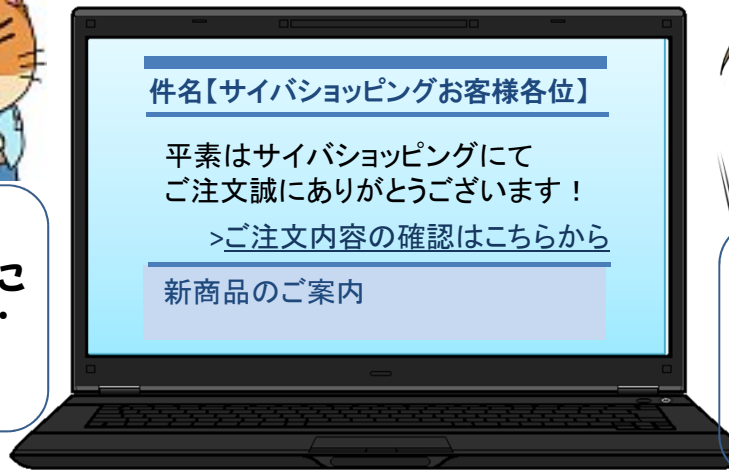 件名【サイバショッピングお客様各位】
平素はサイバショッピングにて
ご注文誠にありがとうございます！
>ご注文内容の確認はこちらから
新商品のご案内